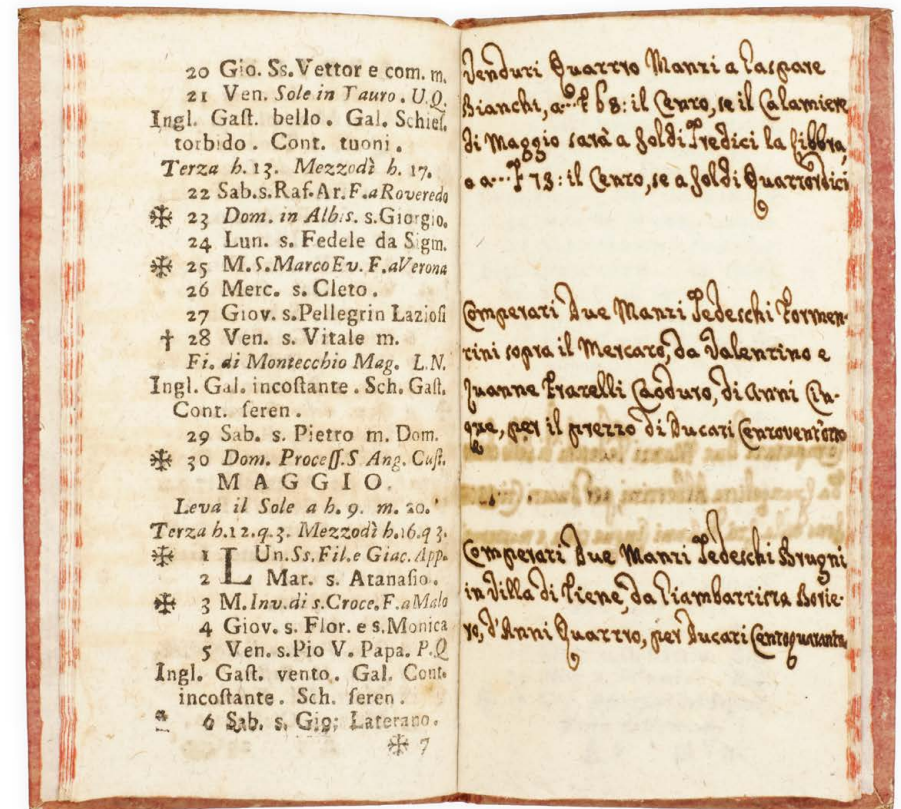 20 Gio. Ss.Vettor e com. m.
21 Ven. Sole in Tauro. U.Q.
Ingl. Gaſt. bello. Gal. Schieſ.
torbido. Cont. tuoni.
Terza h. 13. Mezzodì h. 17.
22 Sab.s.Raf.Ar.F.a Roveredo
✠ 23 Dom. in Albis. s.Giorgio.
24 Lun. s. Fedele da Sigm.
✠ 25 M.S.Marco Ev. F.a Verona
26 Merc. s. Cleto.
27 Giov. s.Pellegrin Lazioſi
† 28 Ven. s. Vitale m.
Fi. di Montecchio Mag. L.N.
Ingl. Gal. incoſtante. Sch. Gaſt.
Cont. ſeren.
29 Sab. s. Pietro m. Dom.
✠ 30 Dom. Proceſſ.S Ang. Cuſt.
MAGGIO.
Leva il Sole a h. 9. m. 20.
Terza h.12.q.3. Mezzodì h.16.q 3.
✠ 1 LUn.Ss.Fil.e Giac. App.
2 Mar. s. Atanaſio.
✠ 3 M.Inv.di s.Croce.F.a Malo
4 Giov. s. Flor. e s.Monica
5 Ven. s.Pio V. Papa. P.Q
Ingl. Gaſt. vento. Gal. Cont.
incoſtante. Sch. ſeren.
6 Sab. s. Gio: Laterano.
✠ 7
Venduti Quattro Manzi a Gaspare
Bianchi, a 68: il Cento, se il Calamiere
di Maggio sarà a soldi Tredici la libbra,
o a 73: il Cento, se a soldi Quattordici
Comperati Due Manzi Tedeschi Formen-
tini sopra il Mercato, da Valentino e
Zuanne Fratelli Caoduro, di anni Cin-
que, per il prezzo di Ducati Centoventotto
Comperati Due Manzi Tedeschi Brugni
in Villa di Tiene, da Giambattista Borie-
ro, d'Anni Quattro, per Ducati Centoquaranta